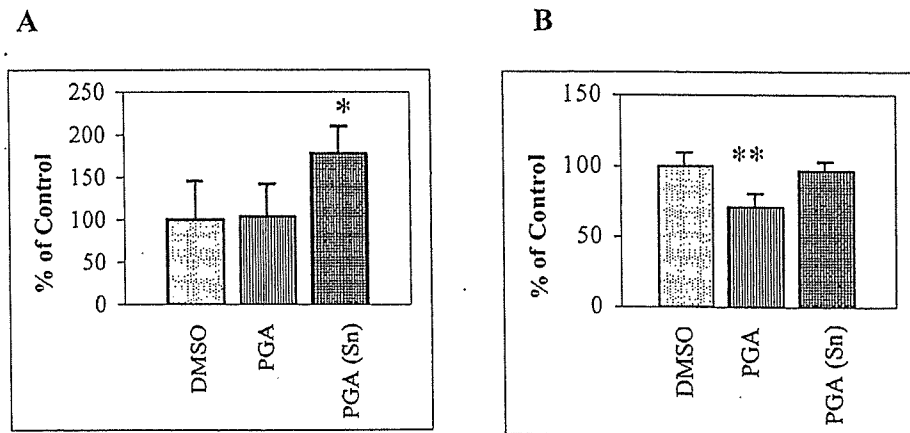 A
B
% of Control
250
200
150
100
50
0
*
DMSO
PGA
PGA (Sn)
% of Control
150
100
50
0
**
DMSO
PGA
PGA (Sn)